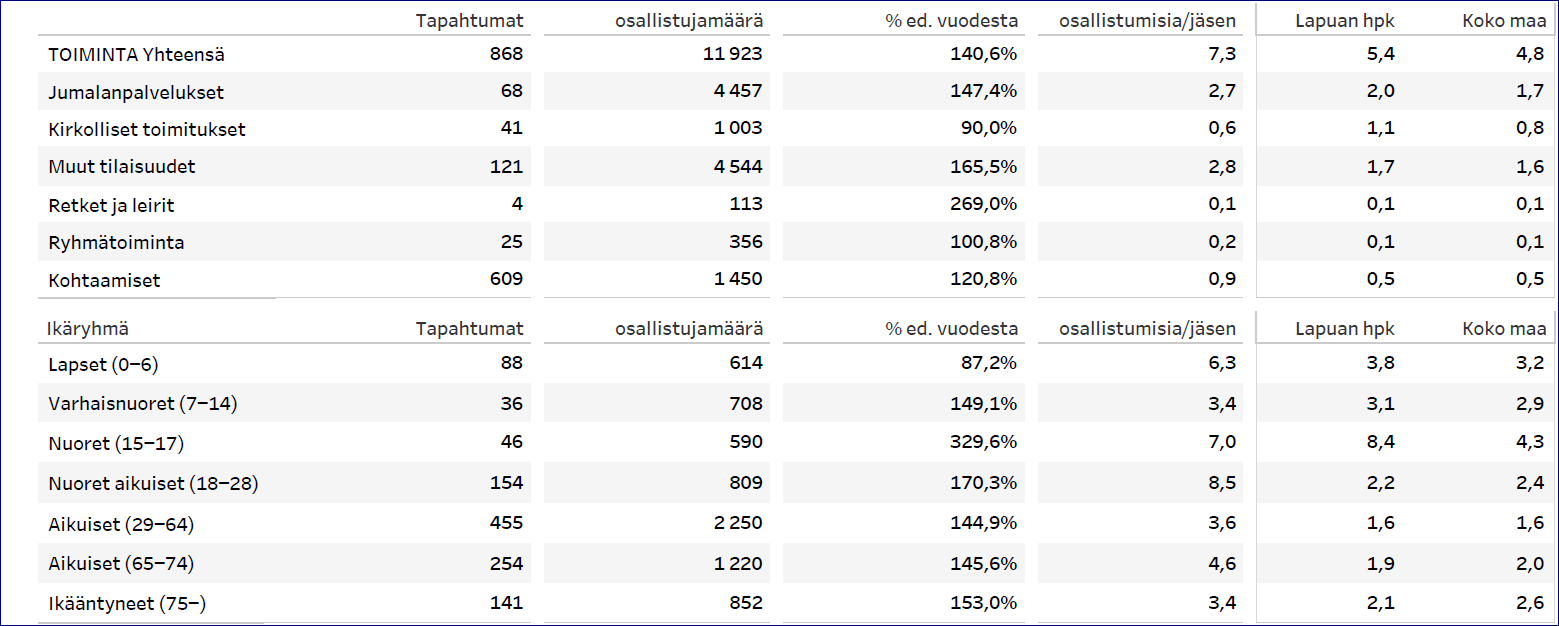 Tapahtumat osallistujamäärä % ed. vuodesta osallistumisia/jäsen Lapuan hpk Koko maa
TOIMINTA Yhteensä 868 11 923 140,6% 7,3 5,4 4,8
Jumalanpalvelukset 68 4 457 147,4% 2,7 2,0 1,7
Kirkolliset toimitukset 41 1 003 90,0% 0,6 1,1 0,8
Muut tilaisuudet 121 4 544 165,5% 2,8 1,7 1,6
Retket ja leirit 4 113 269,0% 0,1 0,1 0,1
Ryhmätoiminta 25 356 100,8% 0,2 0,1 0,1
Kohtaamiset 609 1 450 120,8% 0,9 0,5 0,5
Ikäryhmä Tapahtumat osallistujamäärä % ed. vuodesta osallistumisia/jäsen Lapuan hpk Koko maa
Lapset (0–6) 88 614 87,2% 6,3 3,8 3,2
Varhaisnuoret (7–14) 36 708 149,1% 3,4 3,1 2,9
Nuoret (15–17) 46 590 329,6% 7,0 8,4 4,3
Nuoret aikuiset (18–28) 154 809 170,3% 8,5 2,2 2,4
Aikuiset (29–64) 455 2 250 144,9% 3,6 1,6 1,6
Aikuiset (65–74) 254 1 220 145,6% 4,6 1,9 2,0
Ikääntyneet (75–) 141 852 153,0% 3,4 2,1 2,6